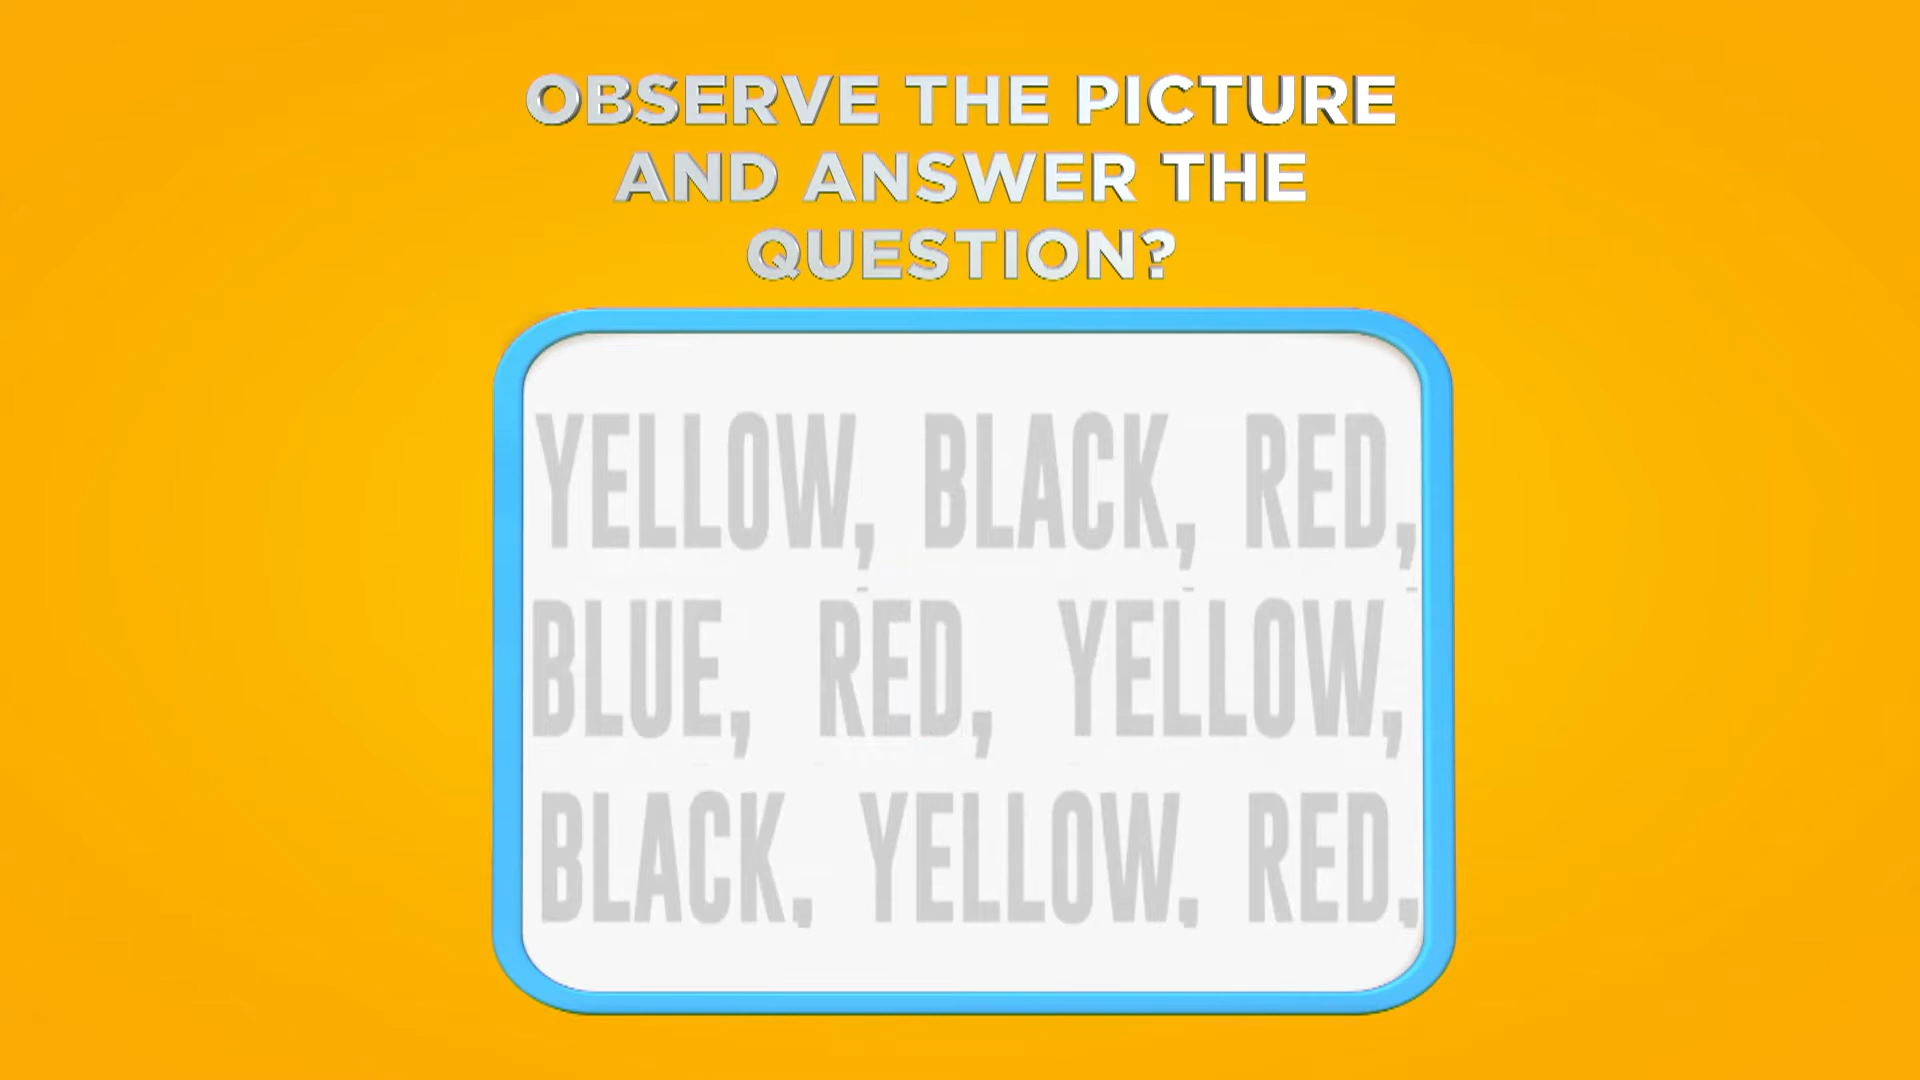 OBSERVE THE PICTURE
AND ANSWER THE
QUESTION?
YELLOW, BLACK, RED,
BLUE, RED, YELLOW,
BLACK, YELLOW, RED,